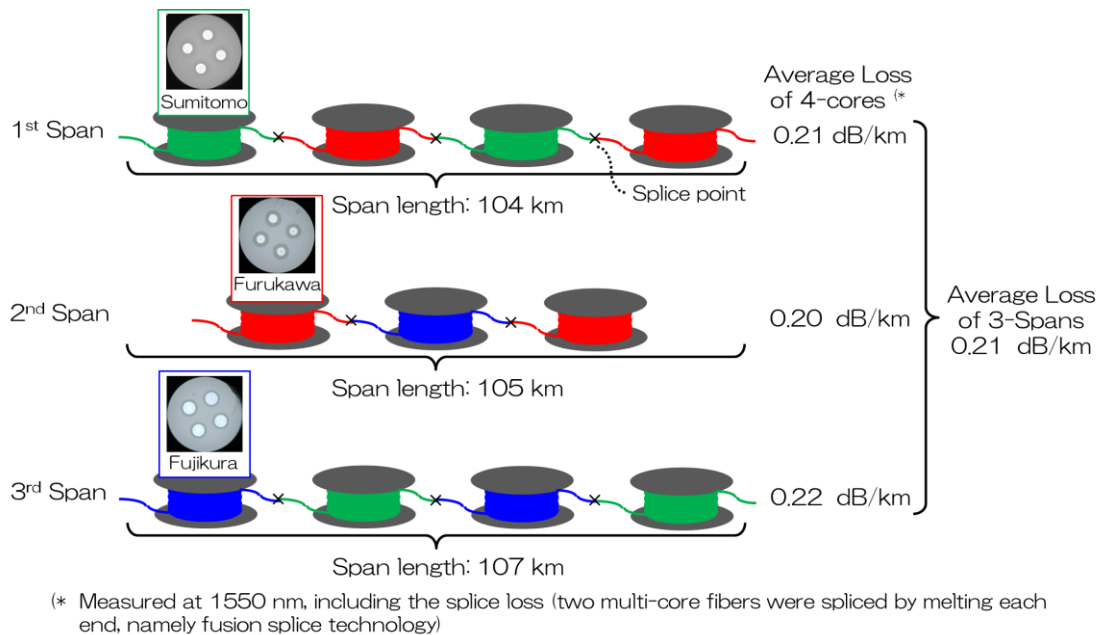 Sumitomo
Average Loss
of 4-cores (*
1st Span
0.21 dB/km
Splice point
Span length: 104 km
Furukawa
2nd Span
0.20 dB/km
Average Loss
of 3-Spans
0.21 dB/km
Span length: 105 km
Fujikura
3rd Span
0.22 dB/km
Span length: 107 km
(* Measured at 1550 nm, including the splice loss (two multi-core fibers were spliced by melting each
end, namely fusion splice technology)